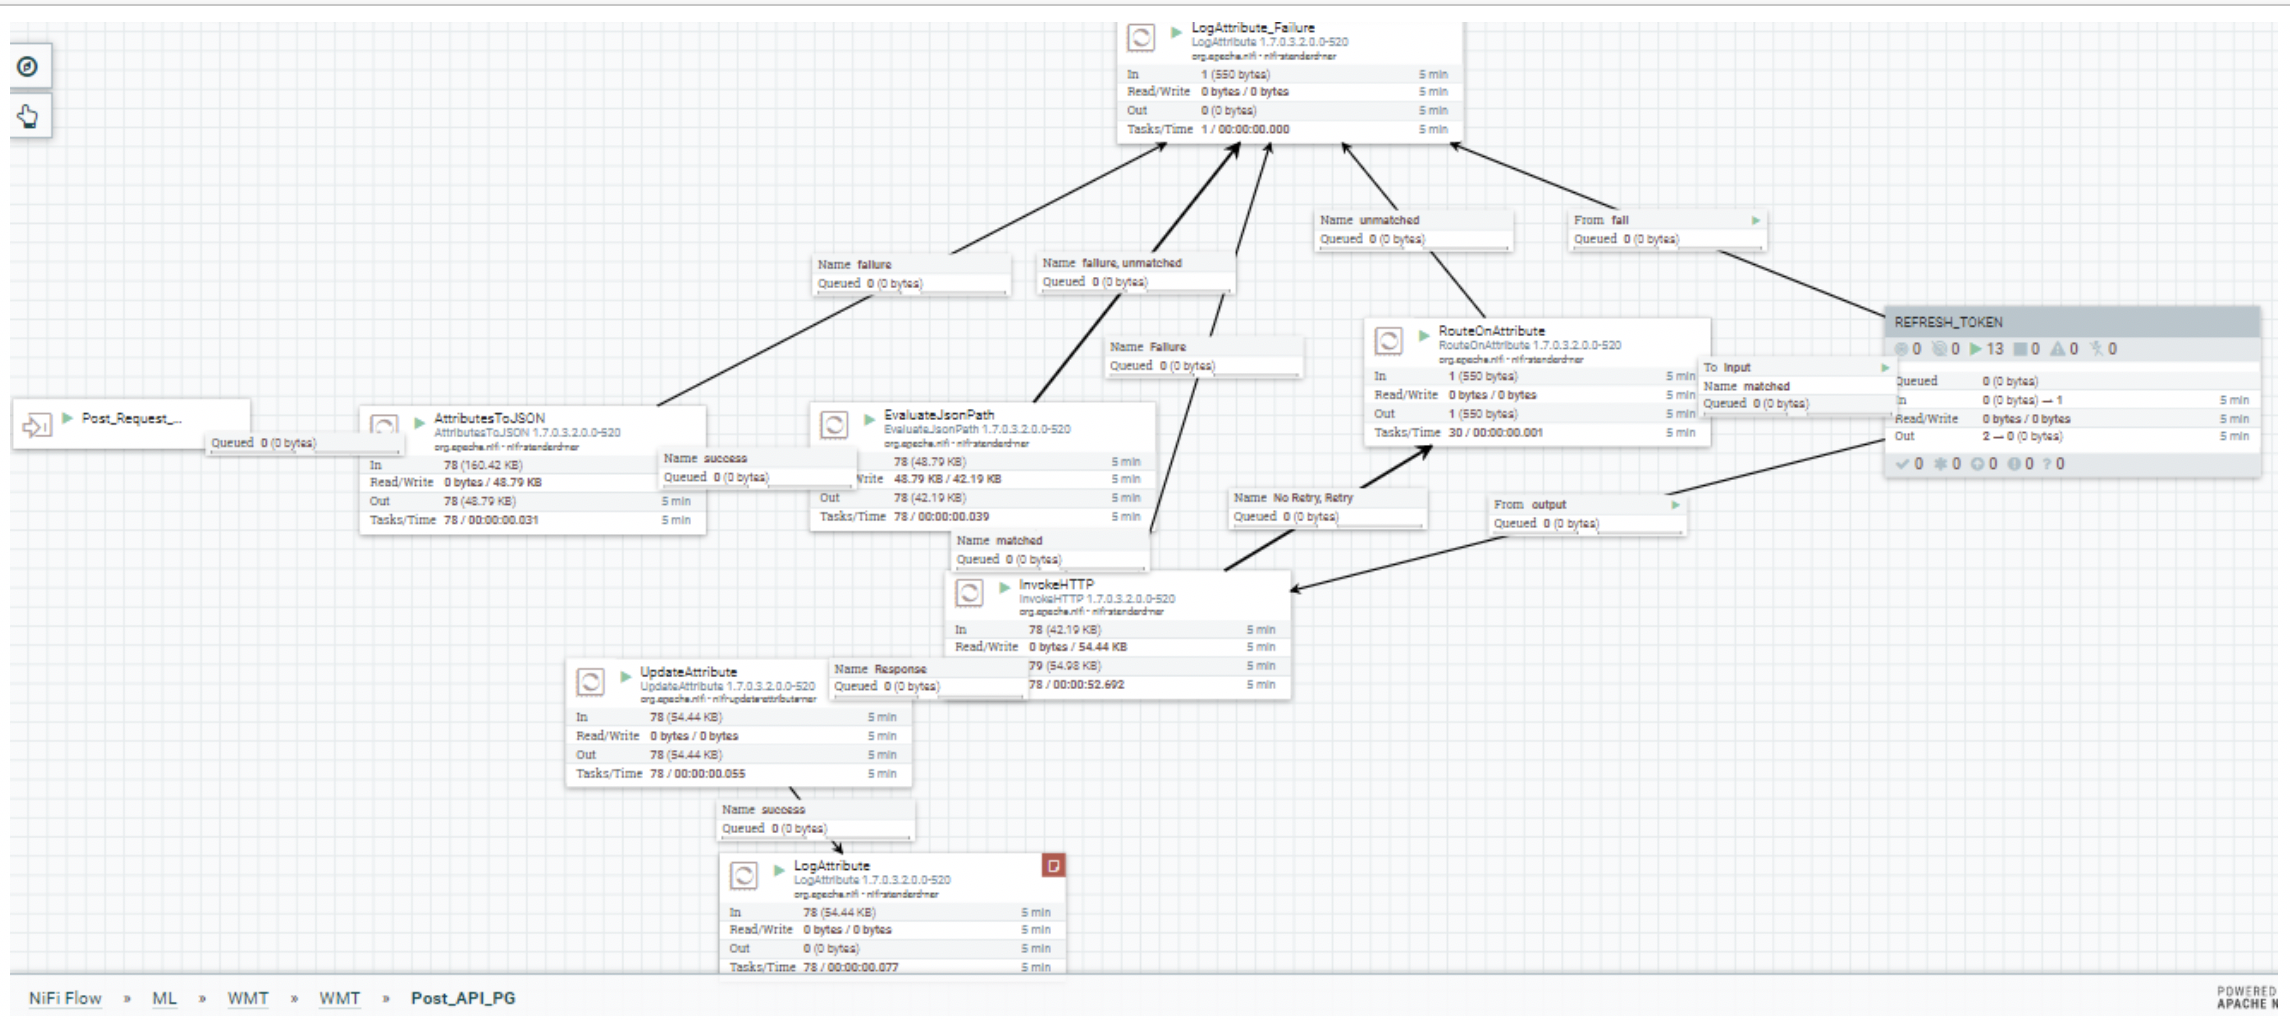 LogAttribute_Failure
LogAttribute 1.7.0.3.2.0.0-520
org.apache.nifi - nifi-standard-nar
In 1 (550 bytes) 5 min
Read/Write 0 bytes / 0 bytes 5 min
Out 0 (0 bytes) 5 min
Tasks/Time 1 / 00:00:00.000 5 min
Name unmatched
Queued 0 (0 bytes)
From fail
Queued 0 (0 bytes)
Name failure
Queued 0 (0 bytes)
Name failure, unmatched
Queued 0 (0 bytes)
Name Failure
Queued 0 (0 bytes)
RouteOnAttribute
RouteOnAttribute 1.7.0.3.2.0.0-520
org.apache.nifi - nifi-standard-nar
In 1 (550 bytes) 5 min
Read/Write 0 bytes / 0 bytes 5 min
Out 1 (550 bytes) 5 min
Tasks/Time 30 / 00:00:00.001 5 min
To input
Name matched
Queued 0 (0 bytes)
REFRESH_TOKEN
0 0 13 0 0 0
Queued 0 (0 bytes)
In 0 (0 bytes) → 1 5 min
Read/Write 0 bytes / 0 bytes 5 min
Out 2 → 0 (0 bytes) 5 min
0 0 0 0 ? 0
Post_Request_...
Queued 0 (0 bytes)
AttributesToJSON
AttributesToJSON 1.7.0.3.2.0.0-520
org.apache.nifi - nifi-standard-nar
In 78 (160.42 KB)
Read/Write 0 bytes / 48.79 KB
Out 78 (48.79 KB) 5 min
Tasks/Time 78 / 00:00:00.031 5 min
Name success
Queued 0 (0 bytes)
EvaluateJsonPath
EvaluateJsonPath 1.7.0.3.2.0.0-520
org.apache.nifi - nifi-standard-nar
78 (48.79 KB) 5 min
Write 48.79 KB / 42.19 KB 5 min
Out 78 (42.19 KB) 5 min
Tasks/Time 78 / 00:00:00.039 5 min
Name No Retry, Retry
Queued 0 (0 bytes)
From output
Queued 0 (0 bytes)
Name matched
Queued 0 (0 bytes)
InvokeHTTP
InvokeHTTP 1.7.0.3.2.0.0-520
org.apache.nifi - nifi-standard-nar
In 78 (42.19 KB) 5 min
Read/Write 0 bytes / 54.44 KB 5 min
79 (54.98 KB) 5 min
78 / 00:00:52.692 5 min
Name Response
Queued 0 (0 bytes)
UpdateAttribute
UpdateAttribute 1.7.0.3.2.0.0-520
org.apache.nifi - nifi-update-attribute-nar
In 78 (54.44 KB) 5 min
Read/Write 0 bytes / 0 bytes 5 min
Out 78 (54.44 KB) 5 min
Tasks/Time 78 / 00:00:00.055 5 min
Name success
Queued 0 (0 bytes)
LogAttribute
LogAttribute 1.7.0.3.2.0.0-520
org.apache.nifi - nifi-standard-nar
In 78 (54.44 KB) 5 min
Read/Write 0 bytes / 0 bytes 5 min
Out 0 (0 bytes) 5 min
Tasks/Time 78 / 00:00:00.077 5 min
NiFi Flow » ML » WMT » WMT » Post_API_PG
POWERED
APACHE N